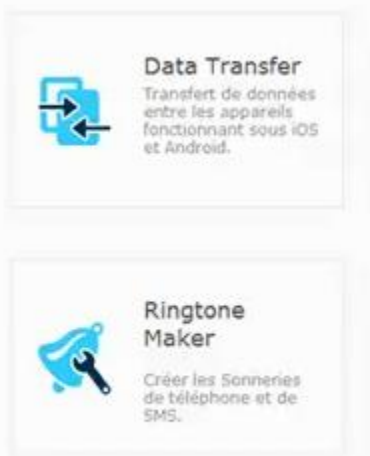 Data Transfer
Transfert de données
entre les appareils
fonctionnant sous iOS
et Android.
Ringtone
Maker
Créer les Sonneries
de téléphone et de
SMS.